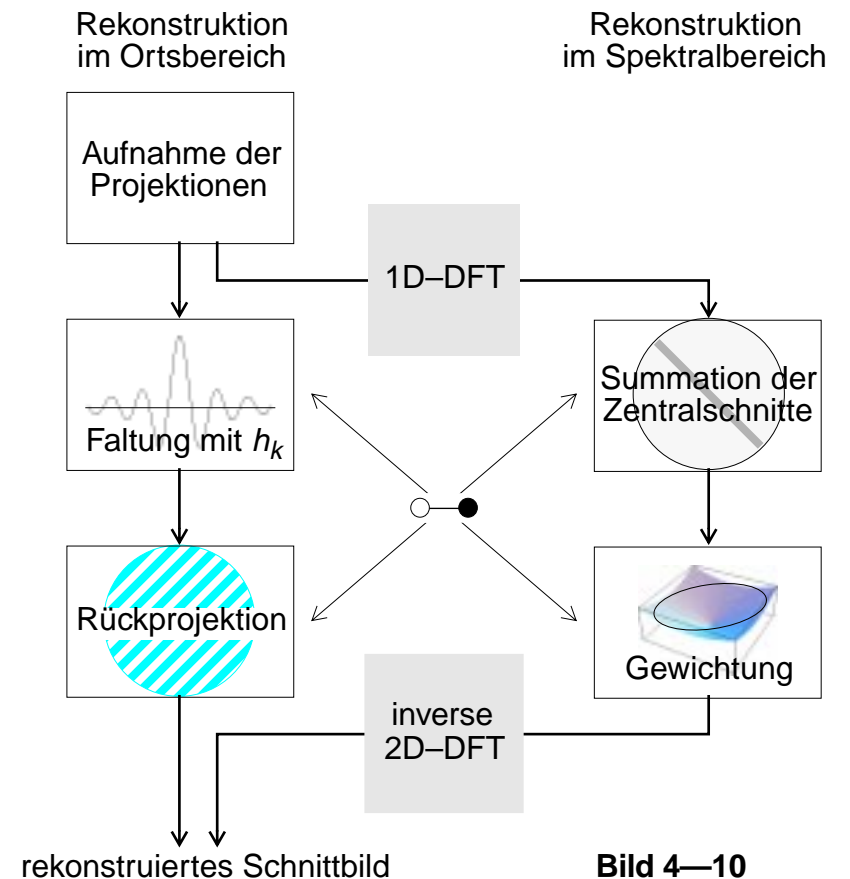 Rekonstruktion
im Ortsbereich
Rekonstruktion
im Spektralbereich
Aufnahme der
Projektionen
1D–DFT
Faltung mit hₖ
Summation der
Zentralschnitte
Rückprojektion
Gewichtung
inverse
2D–DFT
rekonstruiertes Schnittbild
Bild 4—10